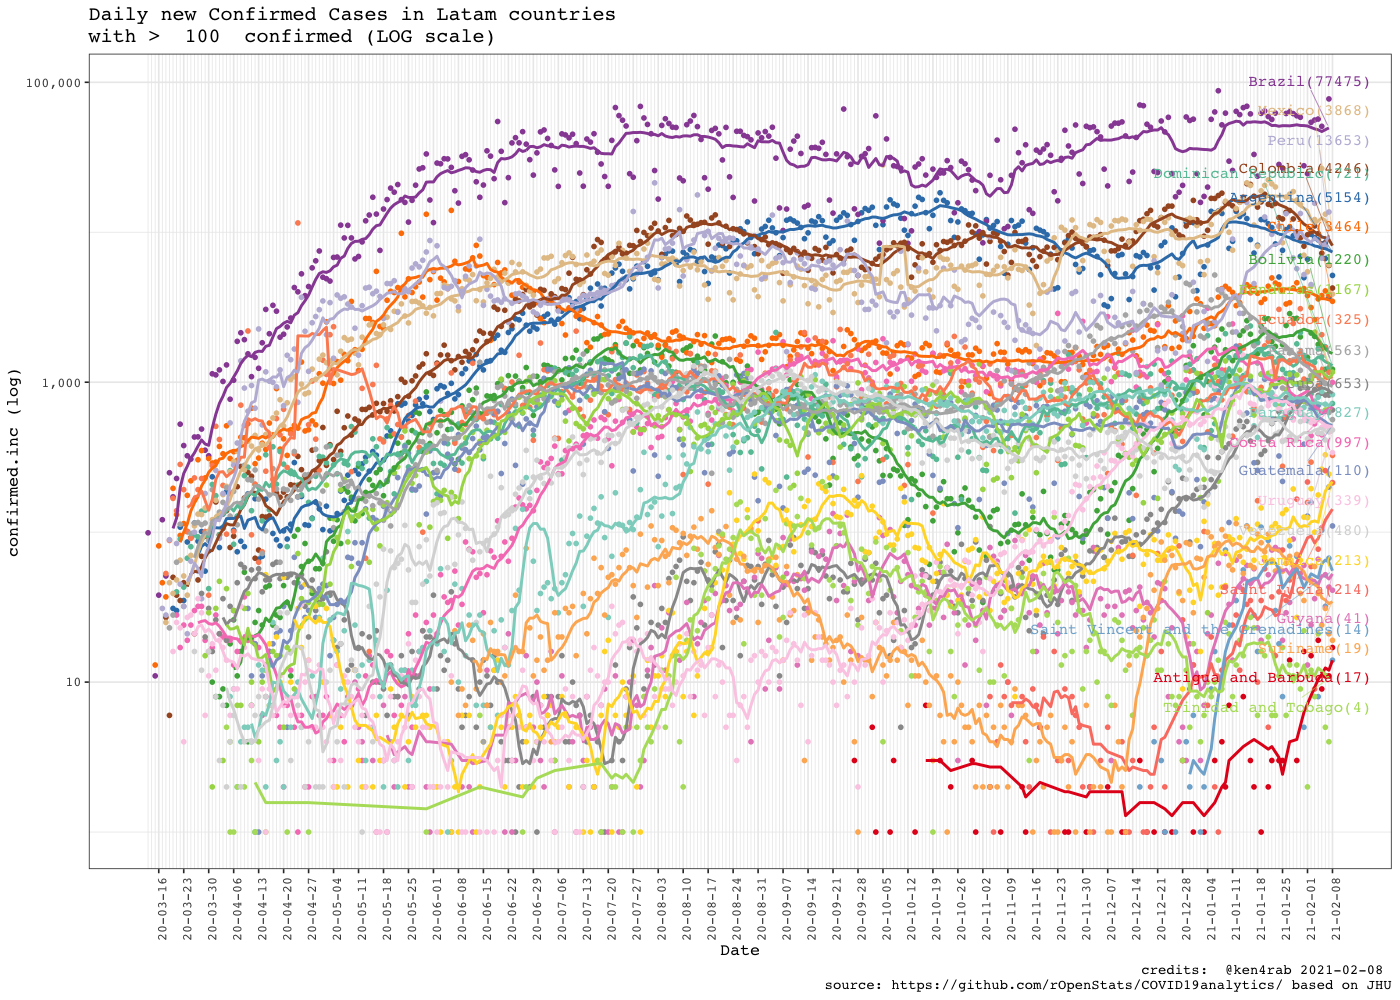 Daily new Confirmed Cases in Latam countries
with > 100 confirmed (LOG scale)
confirmed.inc (log)
100,000
1,000
10
Brazil(77475)
Mexico(3868)
Peru(13653)
Colombia(4246)
Dominican Republic(721)
Argentina(5154)
Chile(3464)
Bolivia(1220)
Ecuador(325)
Costa Rica(997)
Guatemala(110)
Uruguay(339)
Saint Lucia(214)
Guyana(41)
Saint Vincent and the Grenadines(14)
Suriname(19)
Antigua and Barbuda(17)
Trinidad and Tobago(4)
20-03-16
20-03-23
20-03-30
20-04-06
20-04-13
20-04-20
20-04-27
20-05-04
20-05-11
20-05-18
20-05-25
20-06-01
20-06-08
20-06-15
20-06-22
20-06-29
20-07-06
20-07-13
20-07-20
20-07-27
20-08-03
20-08-10
20-08-17
20-08-24
20-08-31
20-09-07
20-09-14
20-09-21
20-09-28
20-10-05
20-10-12
20-10-19
20-10-26
20-11-02
20-11-09
20-11-16
20-11-23
20-11-30
20-12-07
20-12-14
20-12-21
20-12-28
21-01-04
21-01-11
21-01-18
21-01-25
21-02-01
21-02-08
Date
credits: @ken4rab 2021-02-08
source: https://github.com/rOpenStats/COVID19analytics/ based on JHU